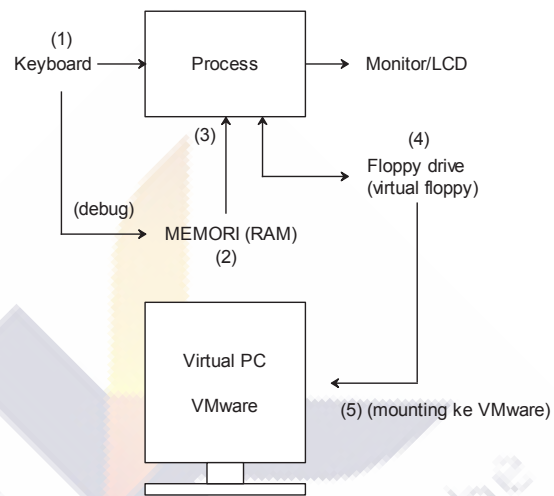 (1)
Keyboard
Process
Monitor/LCD
(3)
(4)
Floppy drive
(virtual floppy)
(debug)
MEMORI (RAM)
(2)
Virtual PC
VMware
(5) (mounting ke VMware)